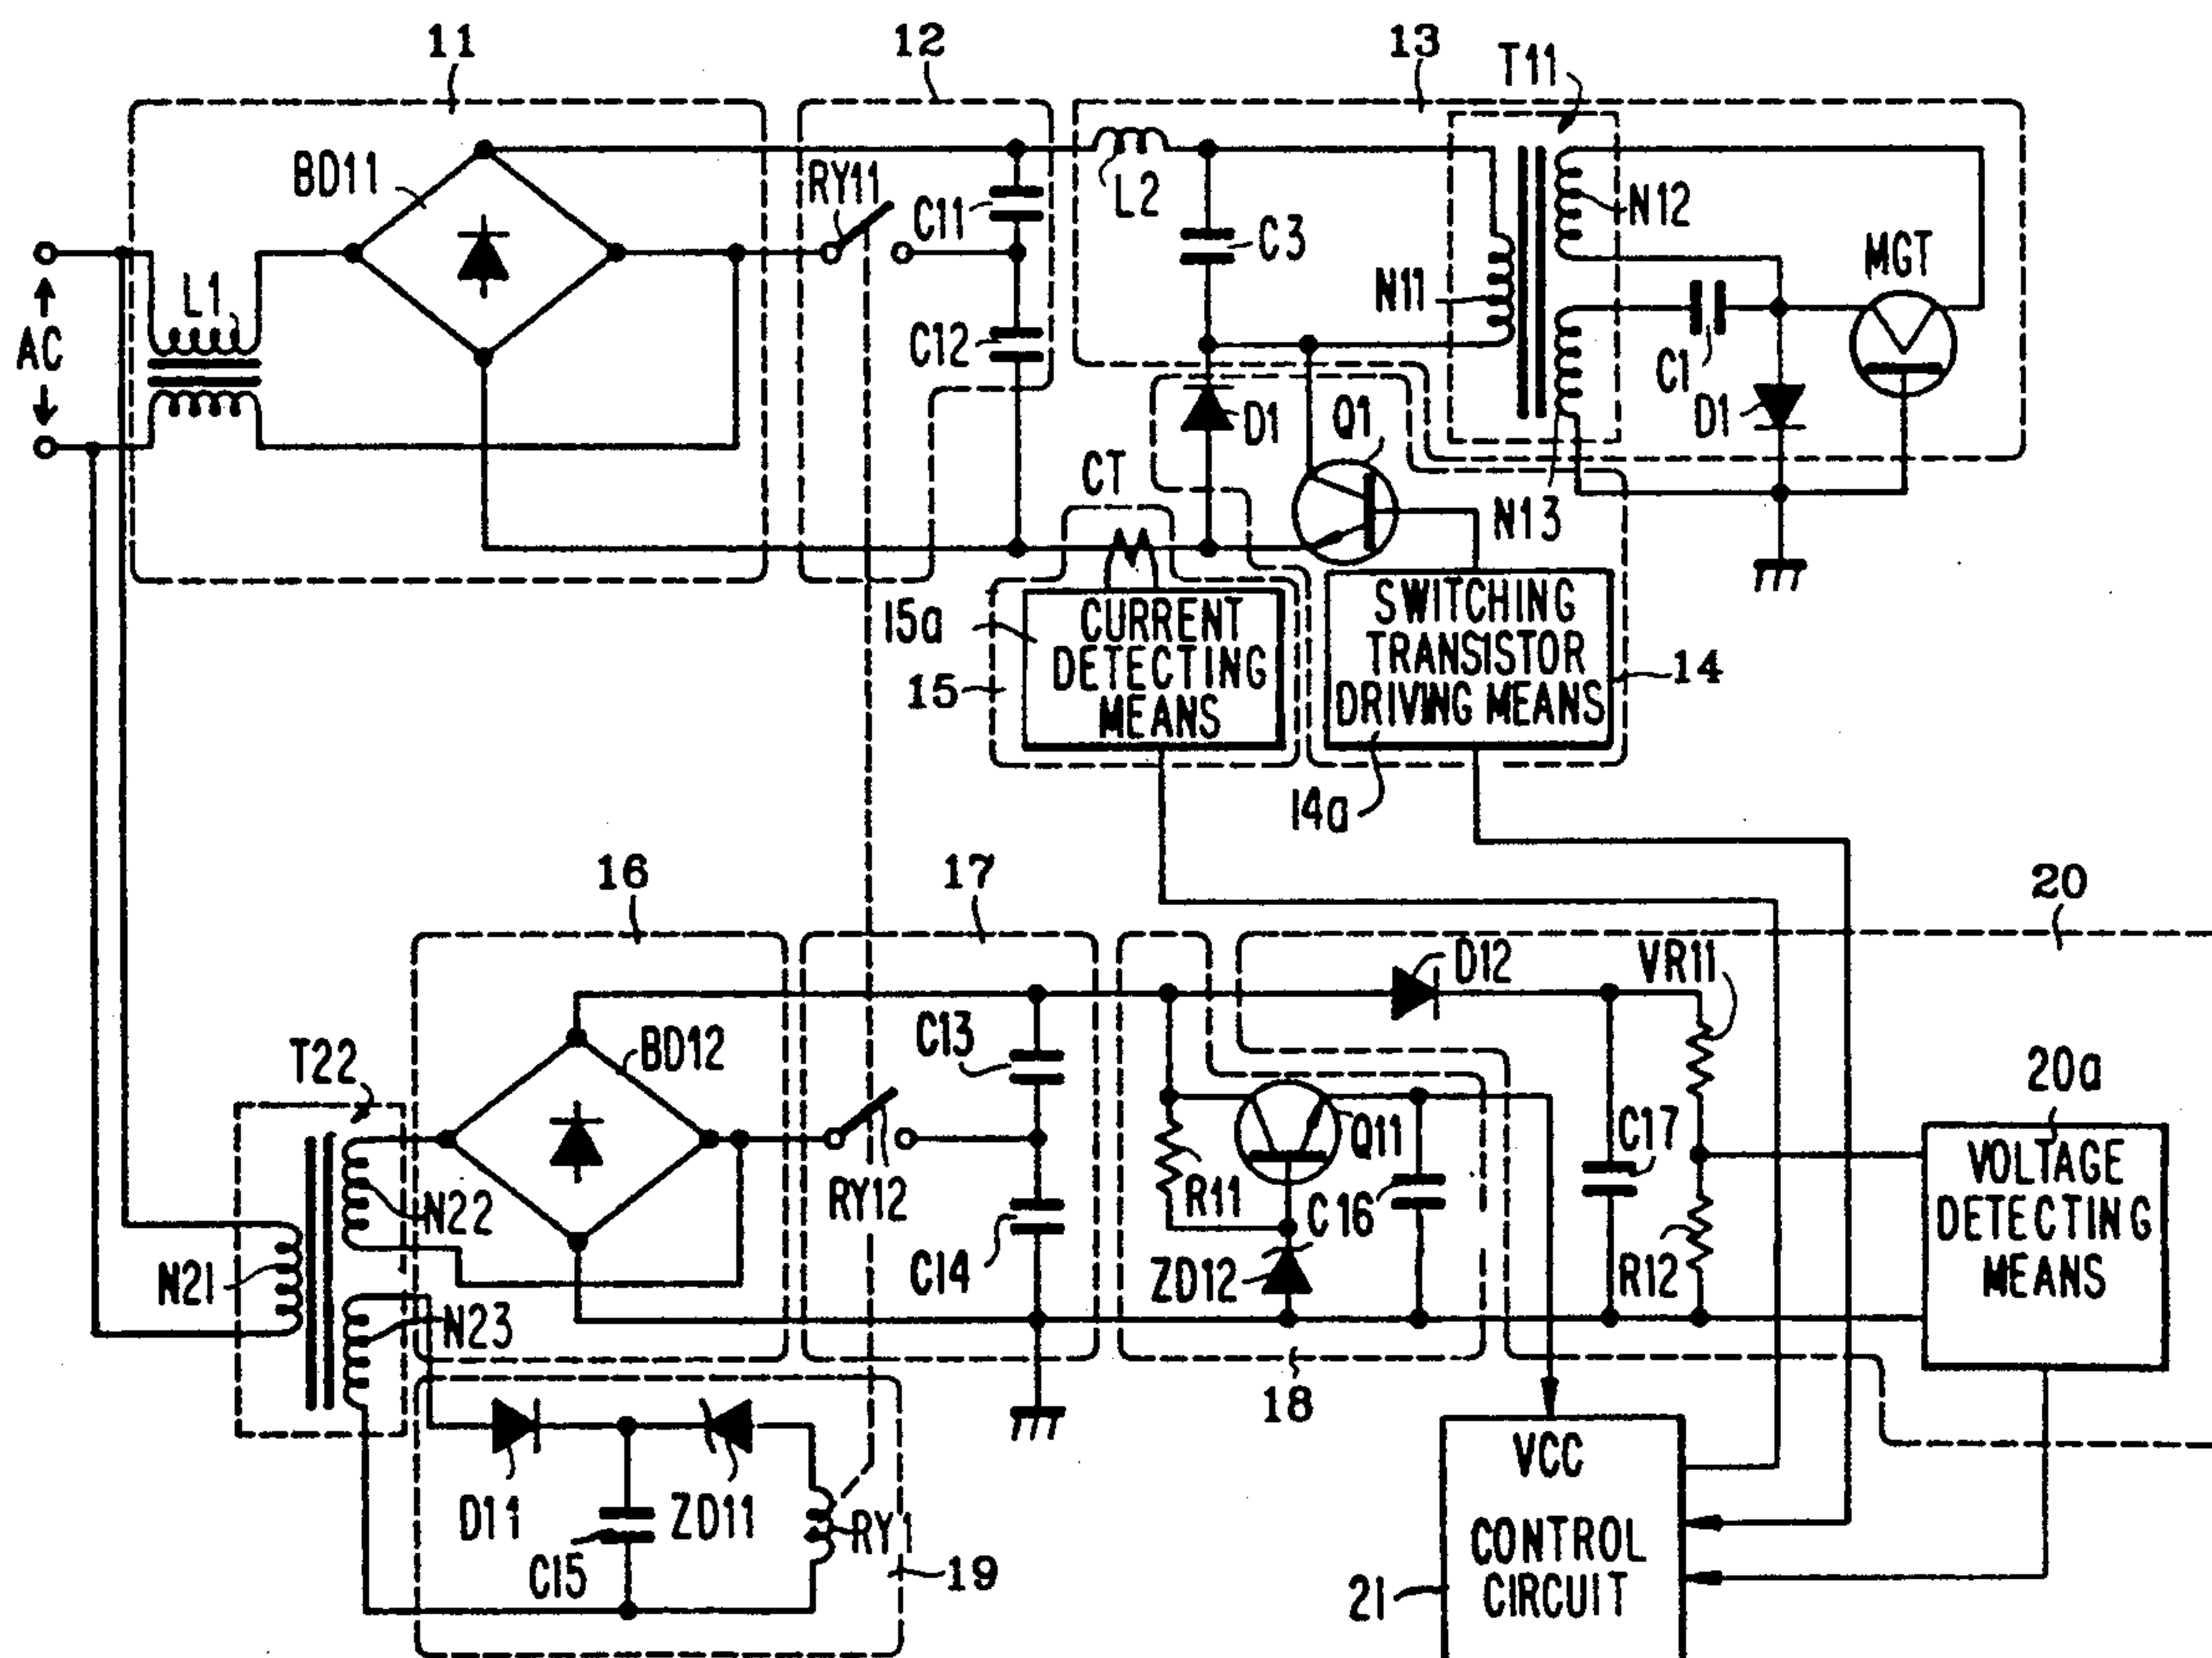 11
12
13
T11
BD11
RY11
C11
L2
C3
N12
MGT
N11
L1
AC
C12
C1
D1
D1
Q1
CT
N13
15a
CURRENT
DETECTING
MEANS
15
SWITCHING
TRANSISTOR
DRIVING MEANS
14
14a
16
17
20
D12
VR11
C13
BD12
T22
20a
C17
Q11
VOLTAGE
DETECTING
MEANS
N22
RY12
R11
C16
N21
C14
ZD12
R12
N23
18
VCC
CONTROL
CIRCUIT
21
D11
ZD11
C15
RY1
19